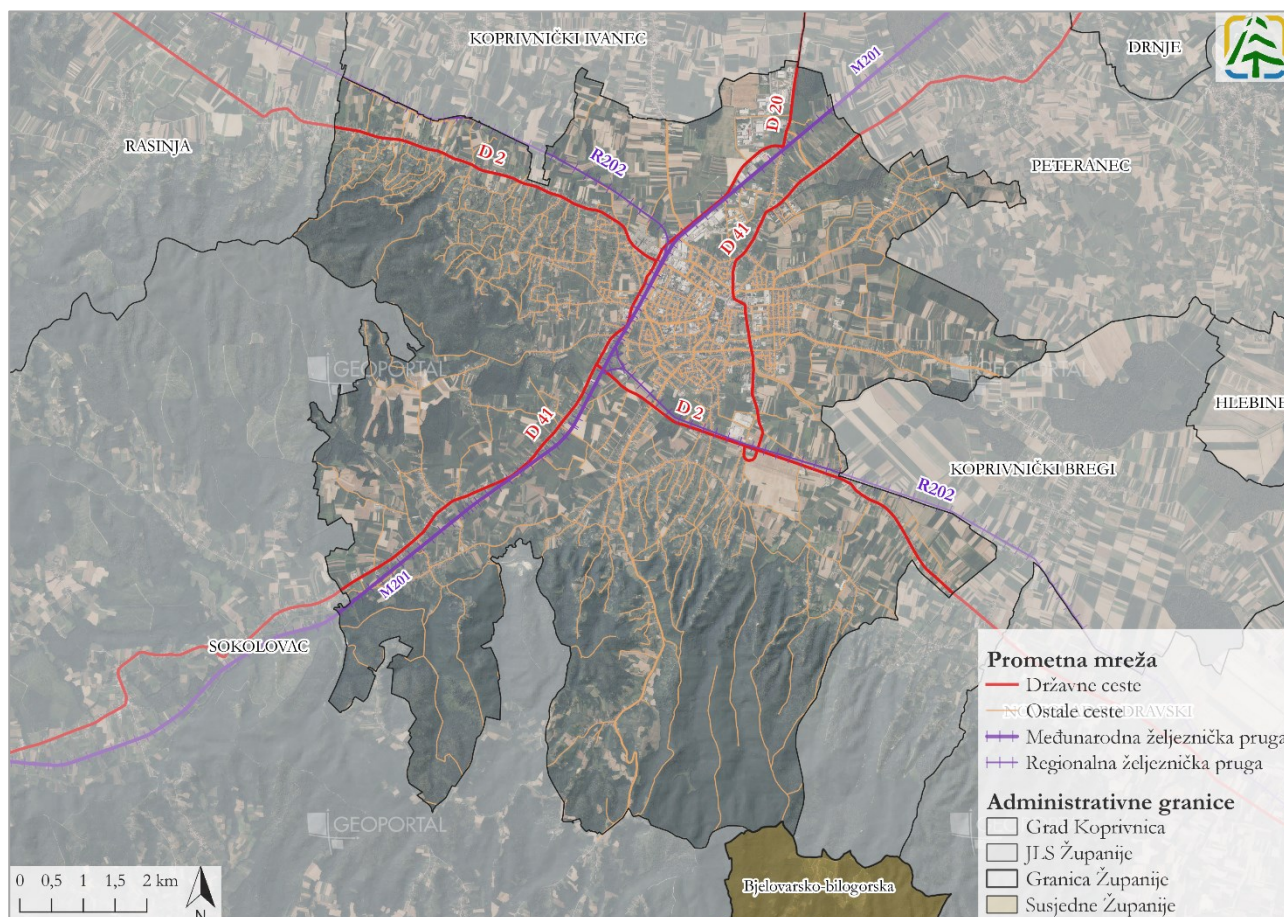 KOPRIVNIČKI IVANEC
DRNJE
M201
D 20
RASINJA
D 2
R202
PETERANEC
D 41
GEOPORTAL
GEOPORTAL
HLEBINE
D 2
D 41
KOPRIVNIČKI BREGI
R202
M201
SOKOLOVAC
GEOPORTAL
Bjelovarsko-bilogorska
0 0,5 1 1,5 2 km
N
Prometna mreža
Državne ceste
Ostale ceste
Međunarodna željeznička pruga
Regionalna željeznička pruga
Administrativne granice
Grad Koprivnica
JLS Županije
Granica Županije
Susjedne Županije